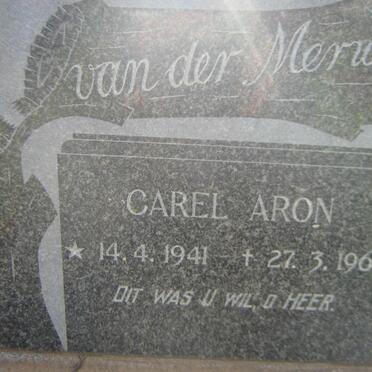 van der Merw
CAREL ARON
★ 14. 4. 1941 - † 27. 3. 196
DIT WAS U WIL, O HEER.